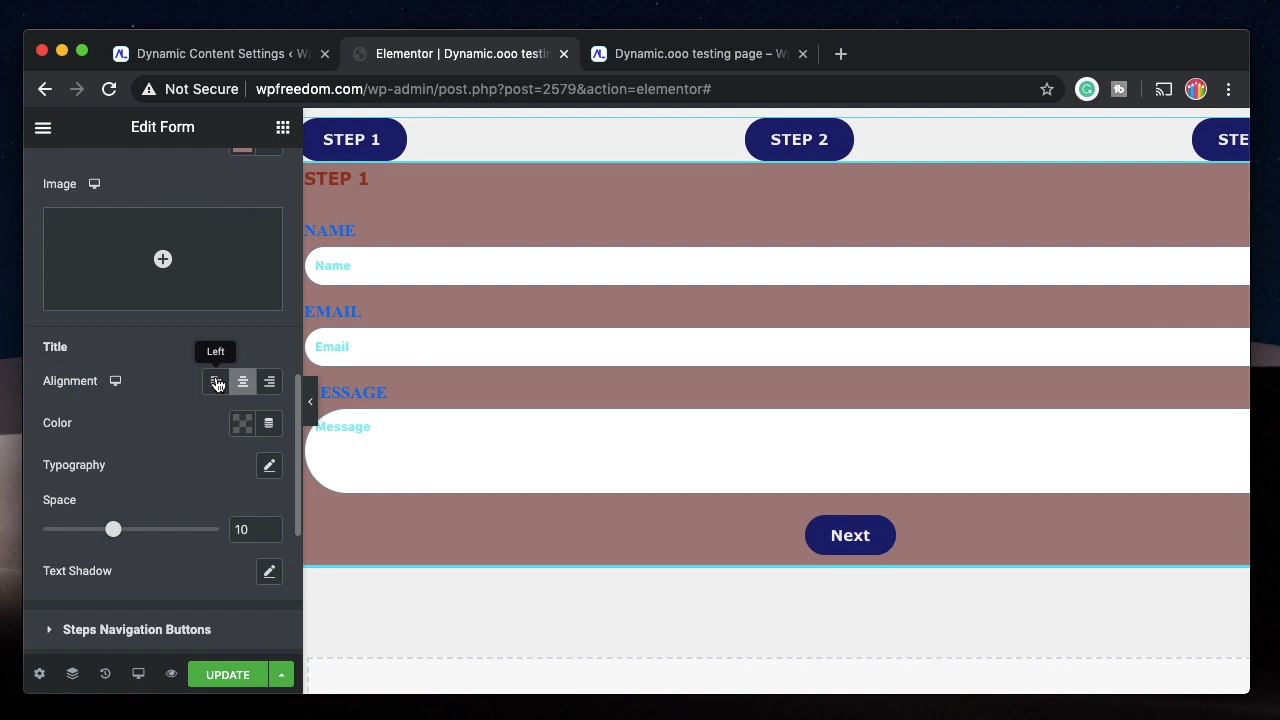 Dynamic Content Settings ‹ W
Elementor | Dynamic.ooo testin
Dynamic.ooo testing page – W
Not Secure
wpfreedom.com/wp-admin/post.php?post=2579&action=elementor#
Edit Form
Image
Title
Left
Alignment
Color
Typography
Space
10
Text Shadow
Steps Navigation Buttons
UPDATE
STEP 1
STEP 2
STE
STEP 1
NAME
Name
EMAIL
Email
ESSAGE
Message
Next